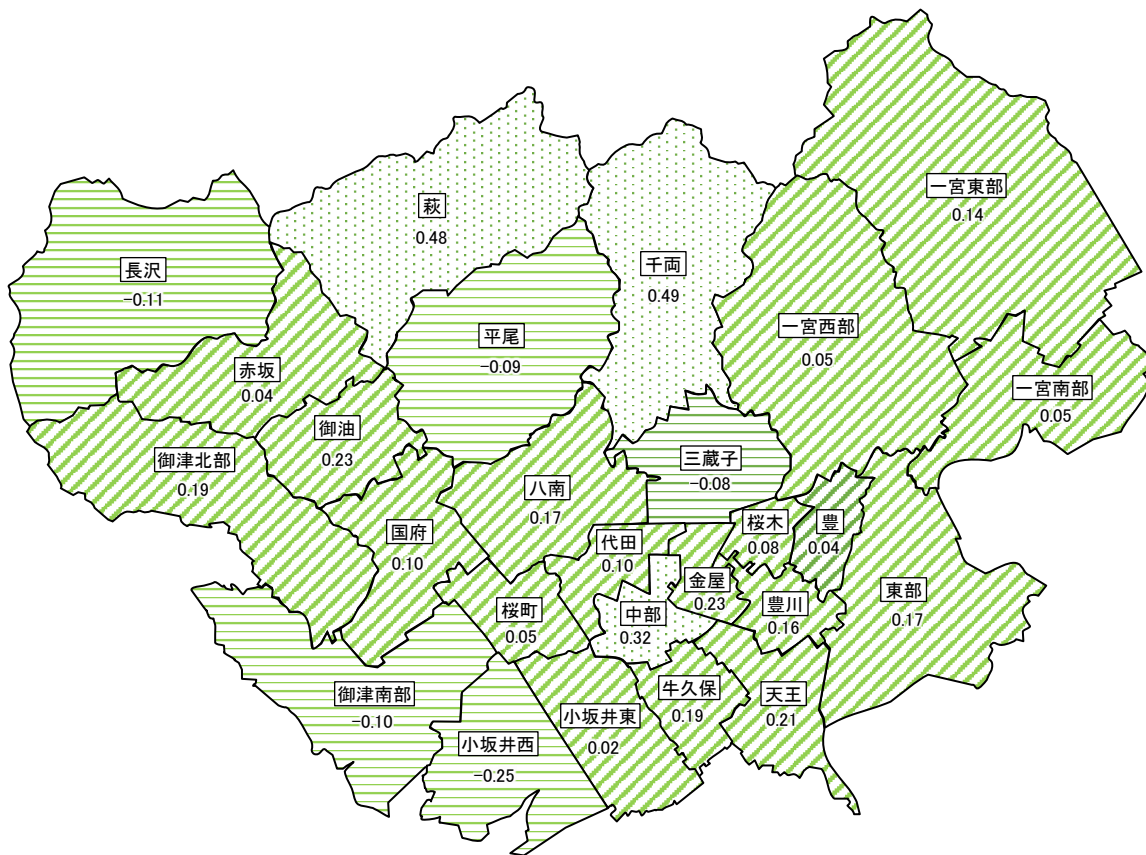 一宮東部
0.14
萩
0.48
千両
0.49
長沢
−0.11
一宮西部
0.05
平尾
−0.09
赤坂
0.04
一宮南部
0.05
御油
0.23
御津北部
0.19
三蔵子
−0.08
八南
0.17
国府
0.10
代田
0.10
桜木
0.08
豊
0.04
金屋
0.23
豊川
0.16
東部
0.17
桜町
0.05
中部
0.32
御津南部
−0.10
牛久保
0.19
天王
0.21
小坂井東
0.02
小坂井西
−0.25